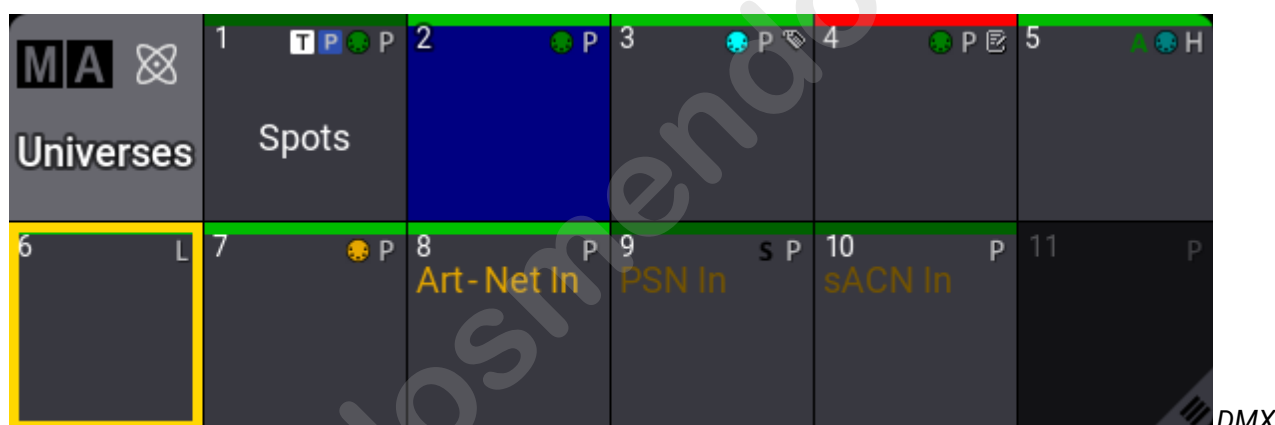 MA
Universes
1 T P P
Spots
2 P
3 P
4 P
5 A H
6 L
7 P
8 P
Art-Net In
9 S P
PSN In
10 P
sACN In
11 P
DMX